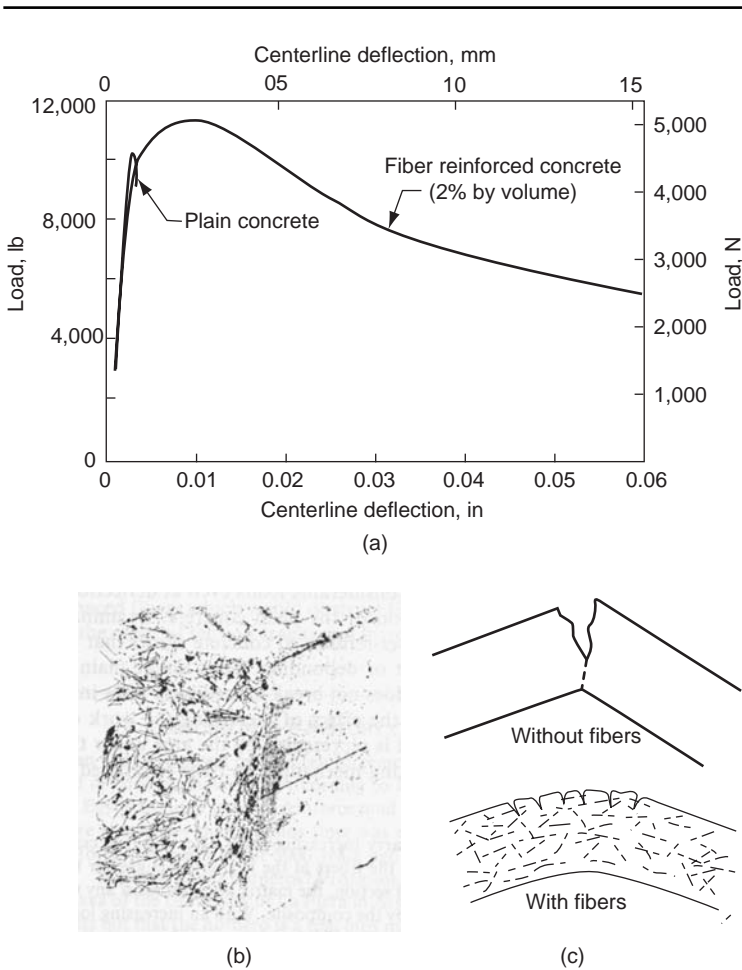 Centerline deflection, mm
0 05 10 15
12,000
8,000
4,000
0
Load, lb
5,000
4,000
3,000
2,000
1,000
Load, N
Fiber reinforced concrete
(2% by volume)
Plain concrete
0 0.01 0.02 0.03 0.04 0.05 0.06
Centerline deflection, in
(a)
Without fibers
With fibers
(b) (c)